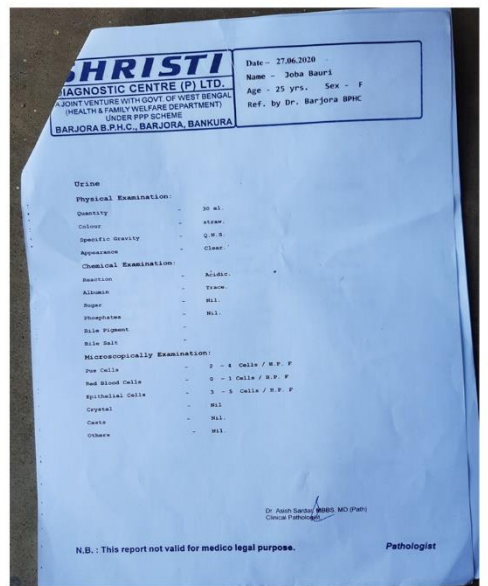 SHRISTI
DIAGNOSTIC CENTRE (P) LTD.
A JOINT VENTURE WITH GOVT. OF WEST BENGAL
(HEALTH & FAMILY WELFARE DEPARTMENT)
UNDER PPP SCHEME
BARJORA B.P.H.C., BARJORA, BANKURA
Date – 27.06.2020
Name – Joba Bauri
Age - 25 yrs. Sex - F
Ref. by Dr. Barjora BPHC
Urine
Physical Examination:
Quantity – 30 ml.
Colour – straw.
Specific Gravity – Q.N.S.
Appearance – Clear.
Chemical Examination:
Reaction – Acidic.
Albumin – Trace.
Sugar – Nil.
Phosphates – Nil.
Bile Pigment –
Bile Salt –
Microscopically Examination:
Pus Cells – 2 - 4 Cells / H.P. F
Red Blood Cells – 0 - 1 Cells / H.P. F
Epithelial Cells – 3 - 5 Cells / H.P. F
Crystal – Nil
Casts – Nil.
Others – Nil.
Dr. Asish Sardar, MBBS, MD (Path)
Clinical Pathologist
N.B. : This report not valid for medico legal purpose. Pathologist